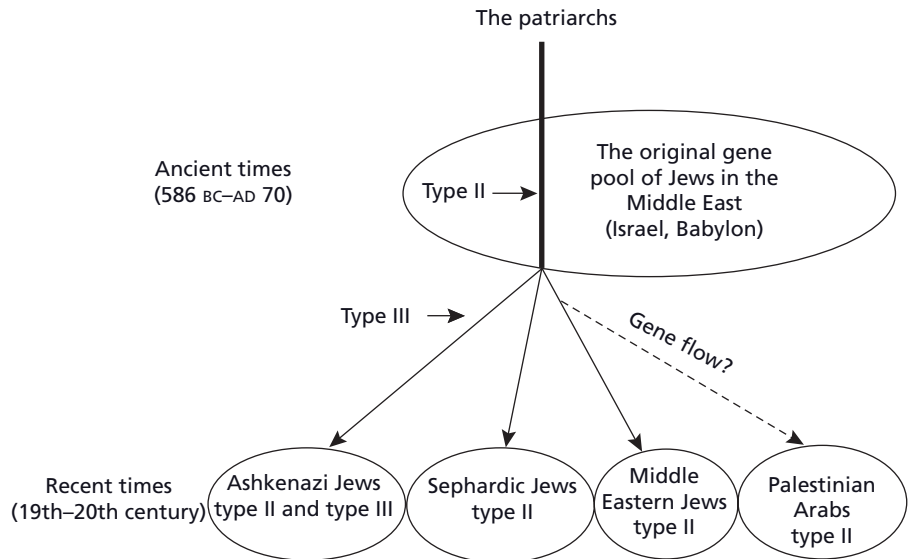 The patriarchs
Ancient times
(586 BC–AD 70)
Type II
The original gene
pool of Jews in the
Middle East
(Israel, Babylon)
Type III
Gene flow?
Recent times
(19th–20th century)
Ashkenazi Jews
type II and type III
Sephardic Jews
type II
Middle
Eastern Jews
type II
Palestinian
Arabs
type II